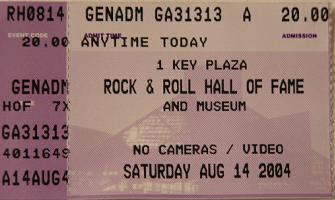 RH0814 GENADM GA31313 A 20.00
EVENT CODE ADMIT TIME ADMISSION
20.00 ANYTIME TODAY
1 KEY PLAZA
GENADM ROCK & ROLL HALL OF FAME
HOF 7X AND MUSEUM
GA31313
4011649 NO CAMERAS / VIDEO
A14AUG4 SATURDAY AUG 14 2004